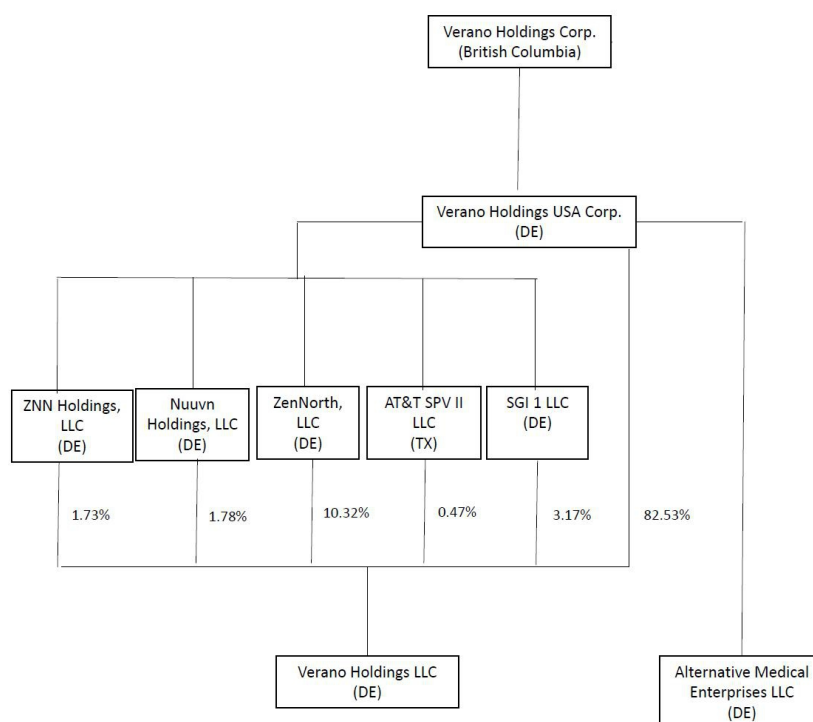 Verano Holdings Corp.
(British Columbia)
Verano Holdings USA Corp.
(DE)
ZNN Holdings,
LLC
(DE)
Nuuvn
Holdings, LLC
(DE)
ZenNorth,
LLC
(DE)
AT&T SPV II
LLC
(TX)
SGI 1 LLC
(DE)
1.73%
1.78%
10.32%
0.47%
3.17%
82.53%
Verano Holdings LLC
(DE)
Alternative Medical
Enterprises LLC
(DE)